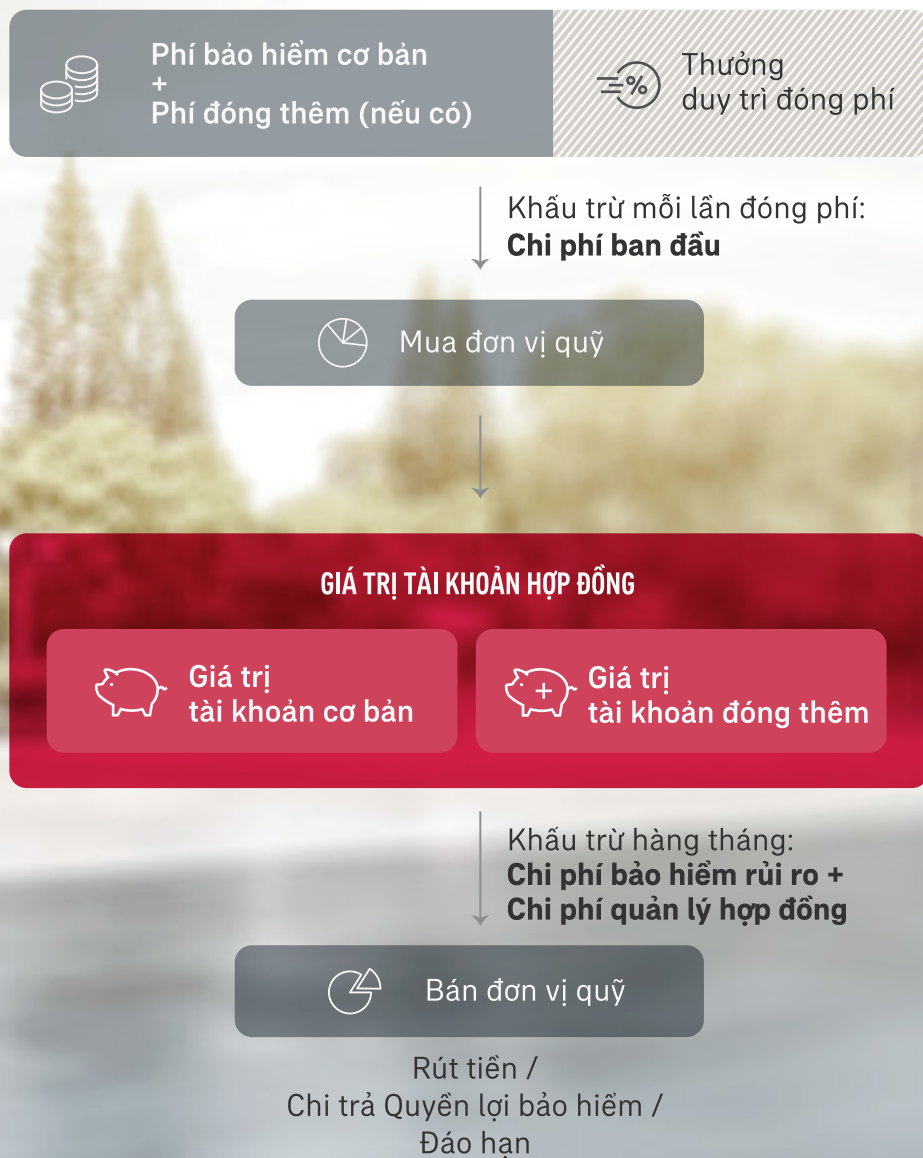 Phí bảo hiểm cơ bản
+
Phí đóng thêm (nếu có)
%
Thưởng
duy trì đóng phí
Khấu trừ mỗi lần đóng phí:
Chi phí ban đầu
Mua đơn vị quỹ
GIÁ TRỊ TÀI KHOẢN HỢP ĐỒNG
Giá trị
tài khoản cơ bản
+
Giá trị
tài khoản đóng thêm
Khấu trừ hàng tháng:
Chi phí bảo hiểm rủi ro +
Chi phí quản lý hợp đồng
Bán đơn vị quỹ
Rút tiền /
Chi trả Quyền lợi bảo hiểm /
Đáo hạn